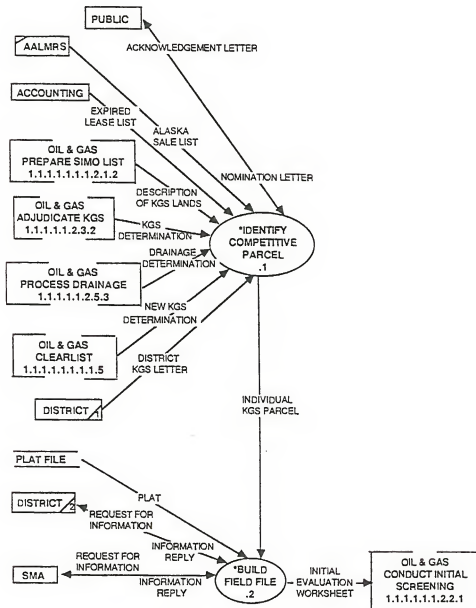 PUBLIC
ACKNOWLEDGEMENT LETTER
AALMRS
ACCOUNTING
EXPIRED
LEASE LIST
ALASKA
SALE LIST
OIL & GAS
PREPARE SIMO LIST
1.1.1.1.1.1.1.2.1.2
NOMINATION LETTER
DESCRIPTION
OF KGS LANDS
OIL & GAS
ADJUDICATE KGS
1.1.1.1.1.2.3.2
KGS
DETERMINATION
*IDENTIFY
COMPETITIVE
PARCEL
.1
DRAINAGE
DETERMINATION
OIL & GAS
PROCESS DRAINAGE
1.1.1.1.1.2.5.3
NEW KGS
DETERMINATION
OIL & GAS
CLEARLIST
1.1.1.1.1.1.1.1.5
DISTRICT
KGS LETTER
DISTRICT 1
INDIVIDUAL
KGS PARCEL
PLAT FILE
PLAT
DISTRICT 2
REQUEST FOR
INFORMATION
INFORMATION
REPLY
SMA
REQUEST FOR
INFORMATION
INFORMATION
REPLY
*BUILD
FIELD FILE
.2
INITIAL
EVALUATION
WORKSHEET
OIL & GAS
CONDUCT INITIAL
SCREENING
1.1.1.1.1.1.2.2.1